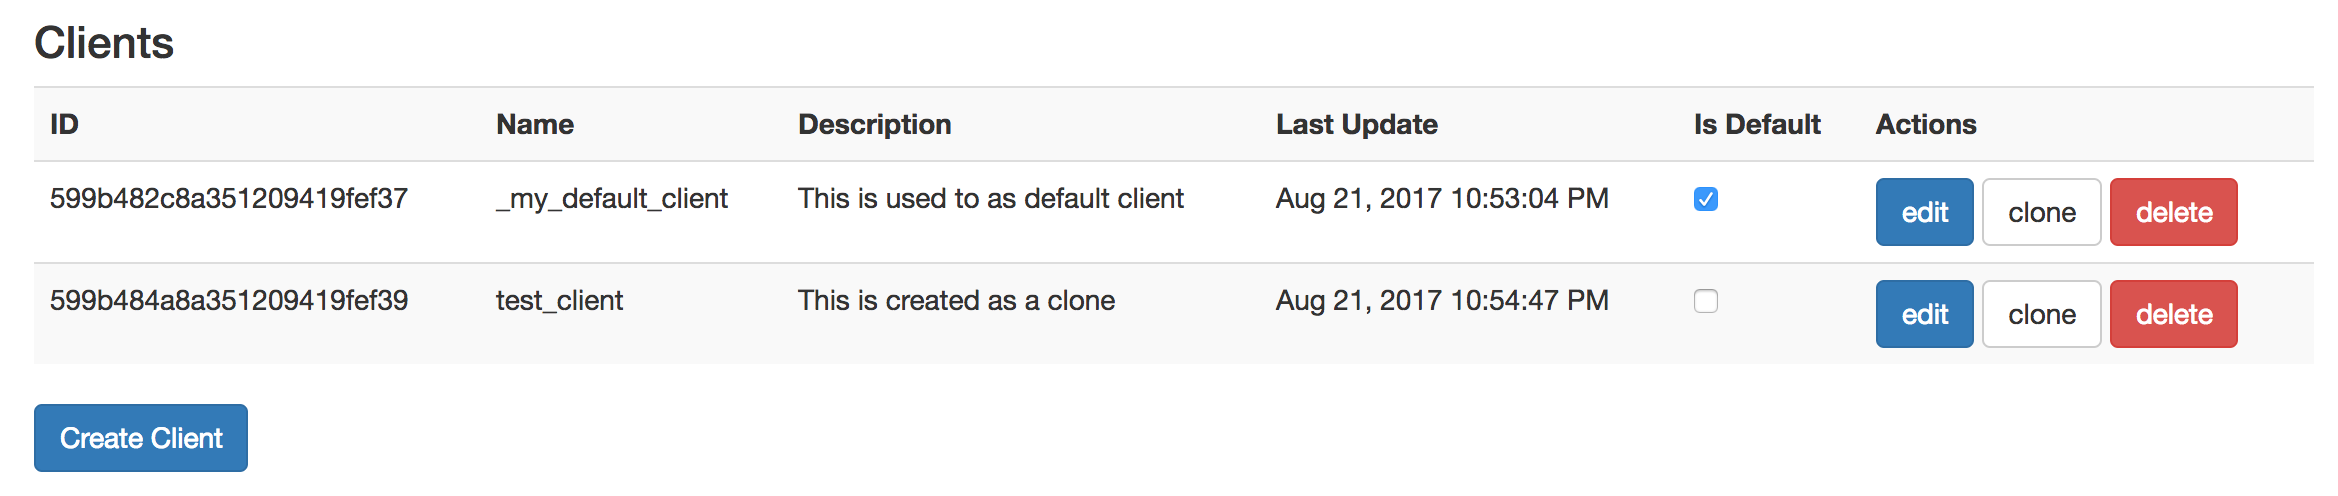 Clients
ID Name Description Last Update Is Default Actions
599b482c8a351209419fef37 _my_default_client This is used to as default client Aug 21, 2017 10:53:04 PM edit clone delete
599b484a8a351209419fef39 test_client This is created as a clone Aug 21, 2017 10:54:47 PM edit clone delete
Create Client